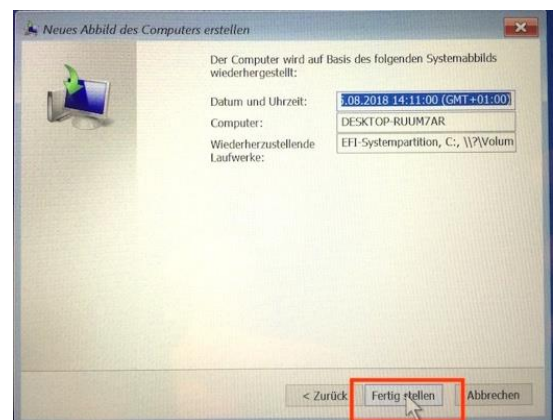 Neues Abbild des Computers erstellen
Der Computer wird auf Basis des folgenden Systemabbilds
wiederhergestellt:
Datum und Uhrzeit: 5.08.2018 14:11:00 (GMT+01:00)
Computer: DESKTOP-RUUM7AR
Wiederherzustellende EFI-Systempartition, C:, \\?\Volum
Laufwerke:
< Zurück Fertig stellen Abbrechen